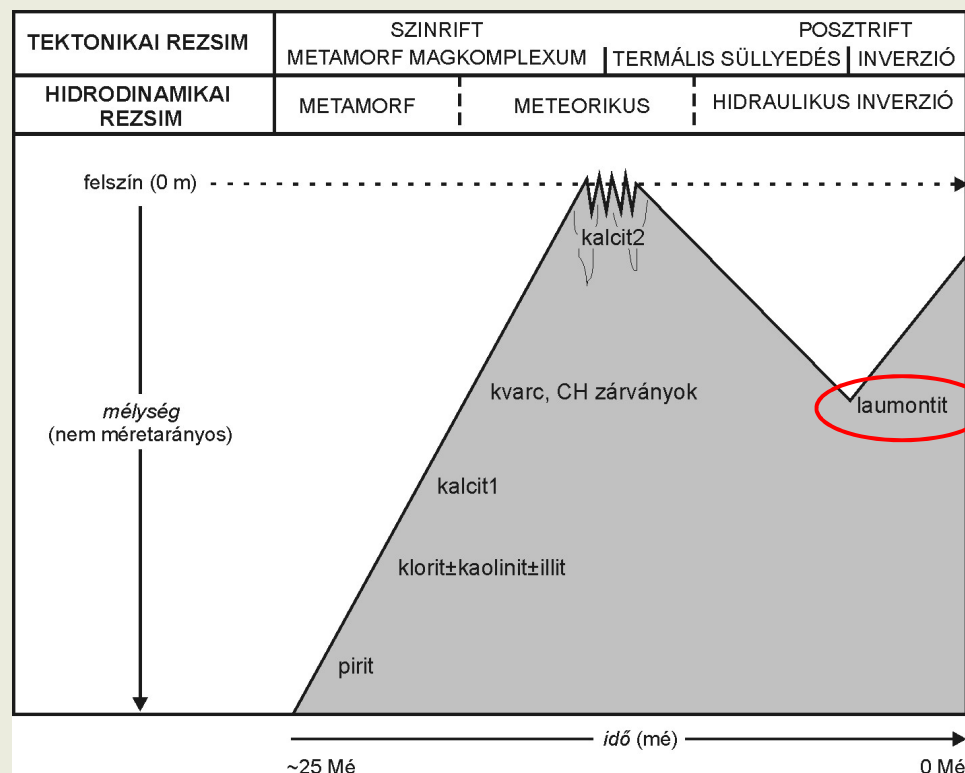 TEKTONIKAI REZSIM
SZINRIFT
POSZTRIFT
METAMORF MAGKOMPLEXUM
TERMÁLIS SÜLLYEDÉS
INVERZIÓ
HIDRODINAMIKAI
REZSIM
METAMORF
METEORIKUS
HIDRAULIKUS INVERZIÓ
felszín (0 m)
kalcit2
kvarc, CH zárványok
laumontit
mélység
(nem méretarányos)
kalcit1
klorit±kaolinit±illit
pirit
idő (mé)
~25 Mé
0 Mé